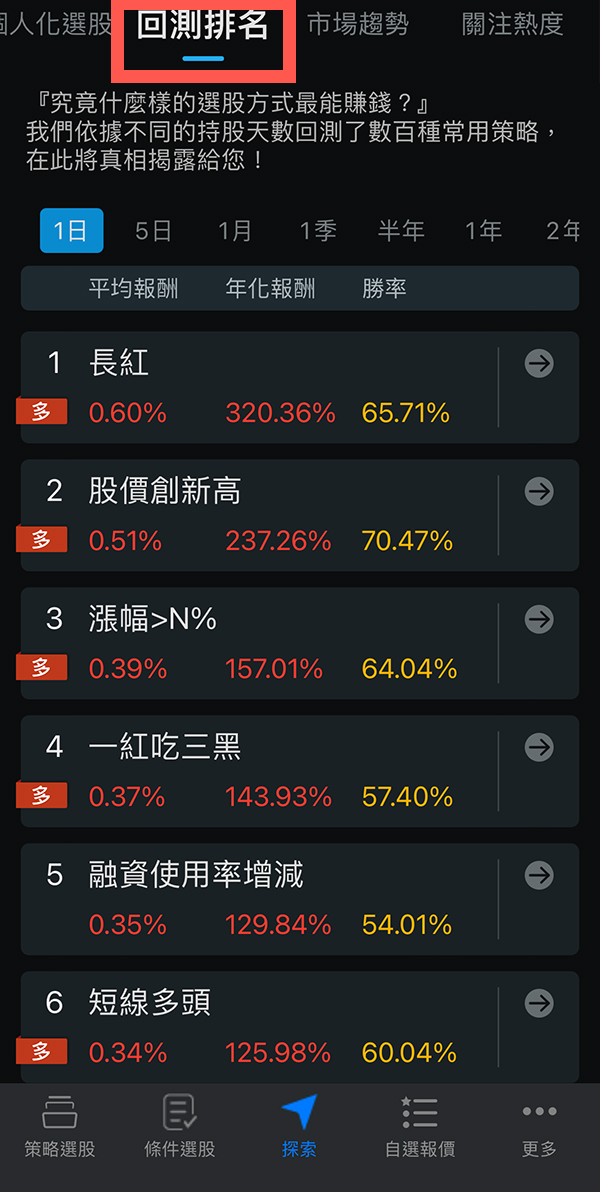 個人化選股 回測排名 市場趨勢 關注熱度
『究竟什麼樣的選股方式最能賺錢？』
我們依據不同的持股天數回測了數百種常用策略，
在此將真相揭露給您！
1日 5日 1月 1季 半年 1年 2年
平均報酬 年化報酬 勝率
1 長紅
多 0.60% 320.36% 65.71%
2 股價創新高
多 0.51% 237.26% 70.47%
3 漲幅>N%
多 0.39% 157.01% 64.04%
4 一紅吃三黑
多 0.37% 143.93% 57.40%
5 融資使用率增減
0.35% 129.84% 54.01%
6 短線多頭
多 0.34% 125.98% 60.04%
策略選股 條件選股 探索 自選報價 更多